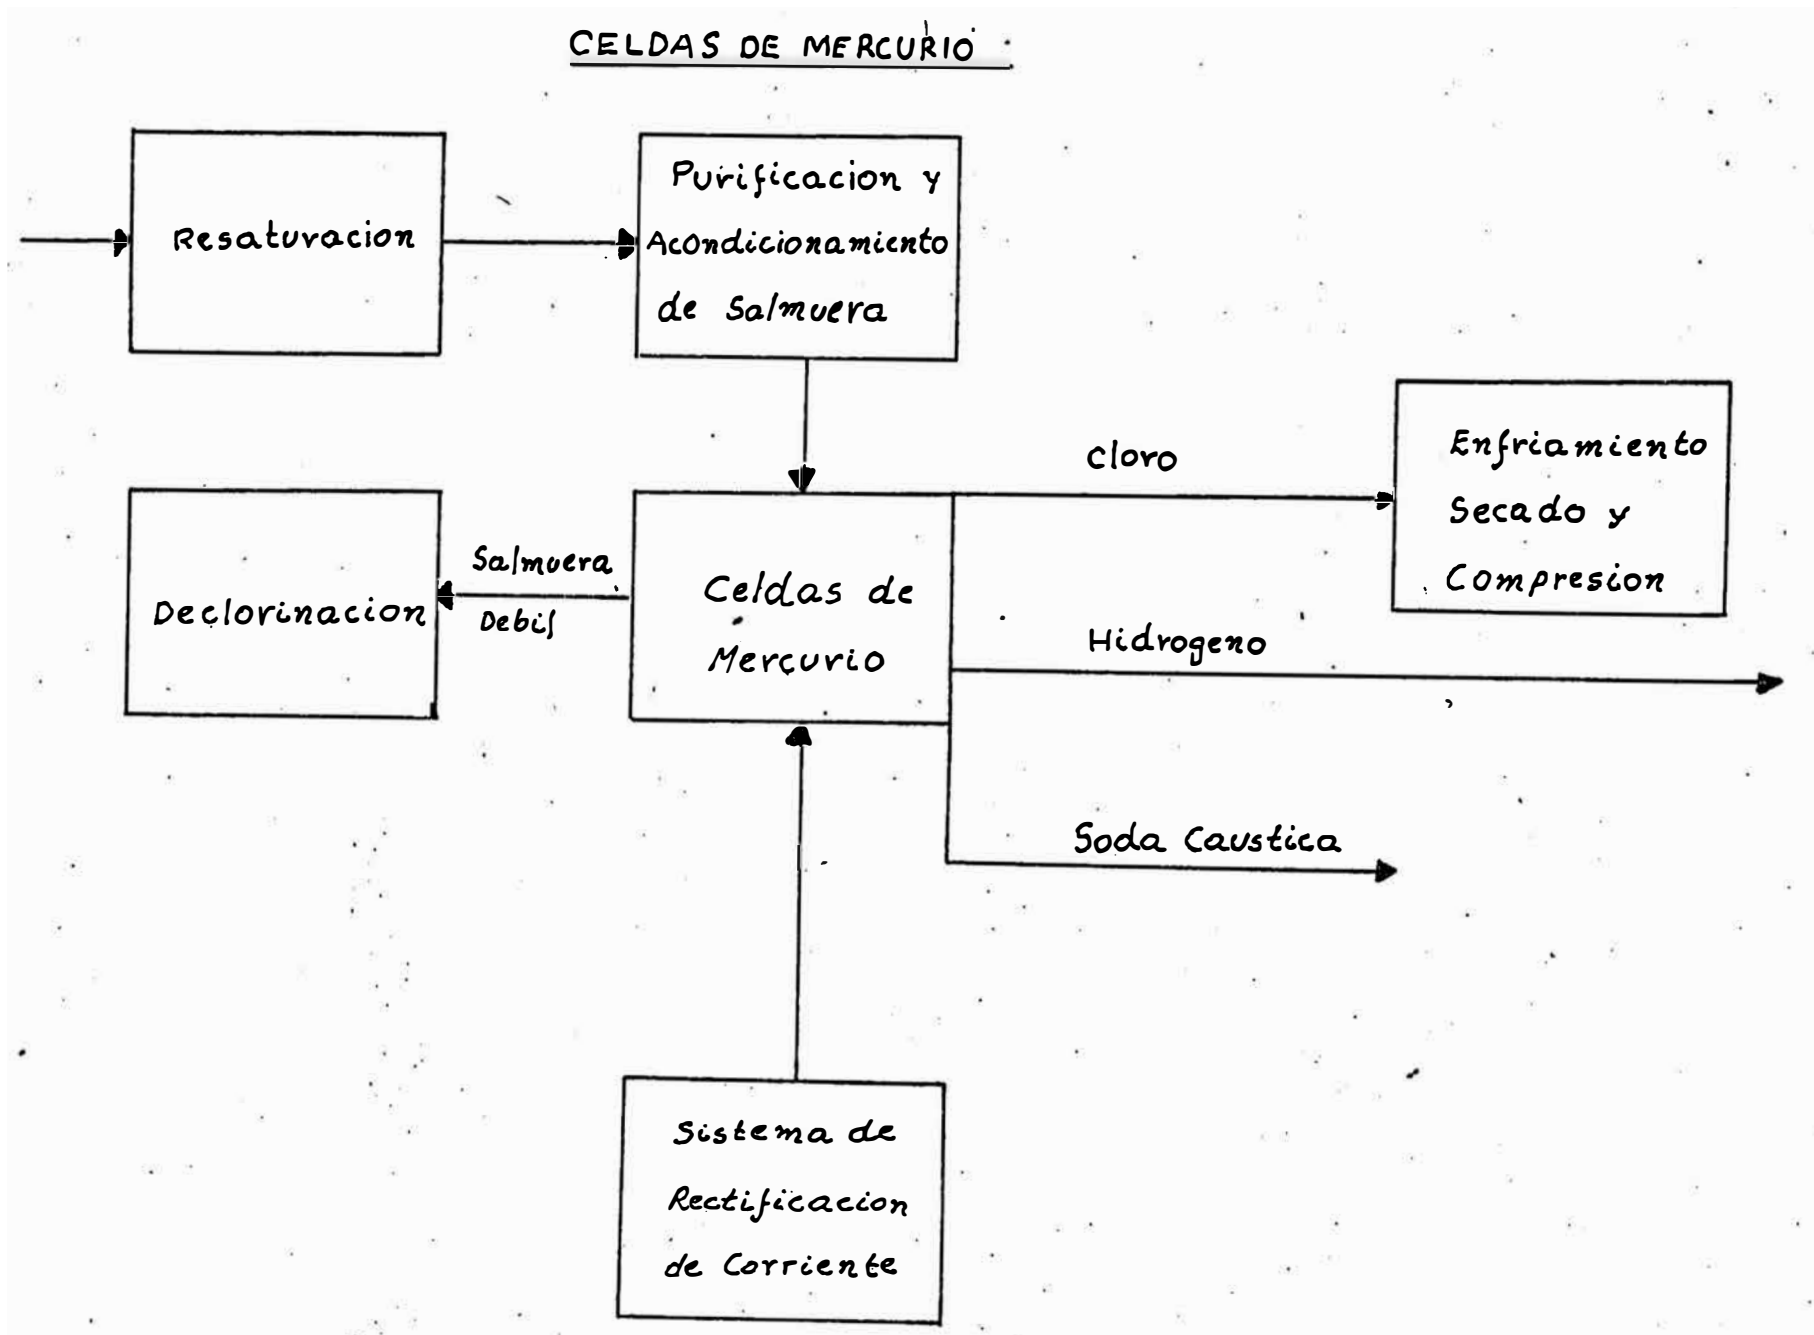 CELDAS DE MERCURIO
Resaturacion
Purificacion y
Acondicionamiento
de Salmuera
Cloro
Enfriamiento
Secado y
Compresion
Salmuera
Debil
Declorinacion
Celdas de
Mercurio
Hidrogeno
Soda Caustica
Sistema de
Rectificacion
de Corriente